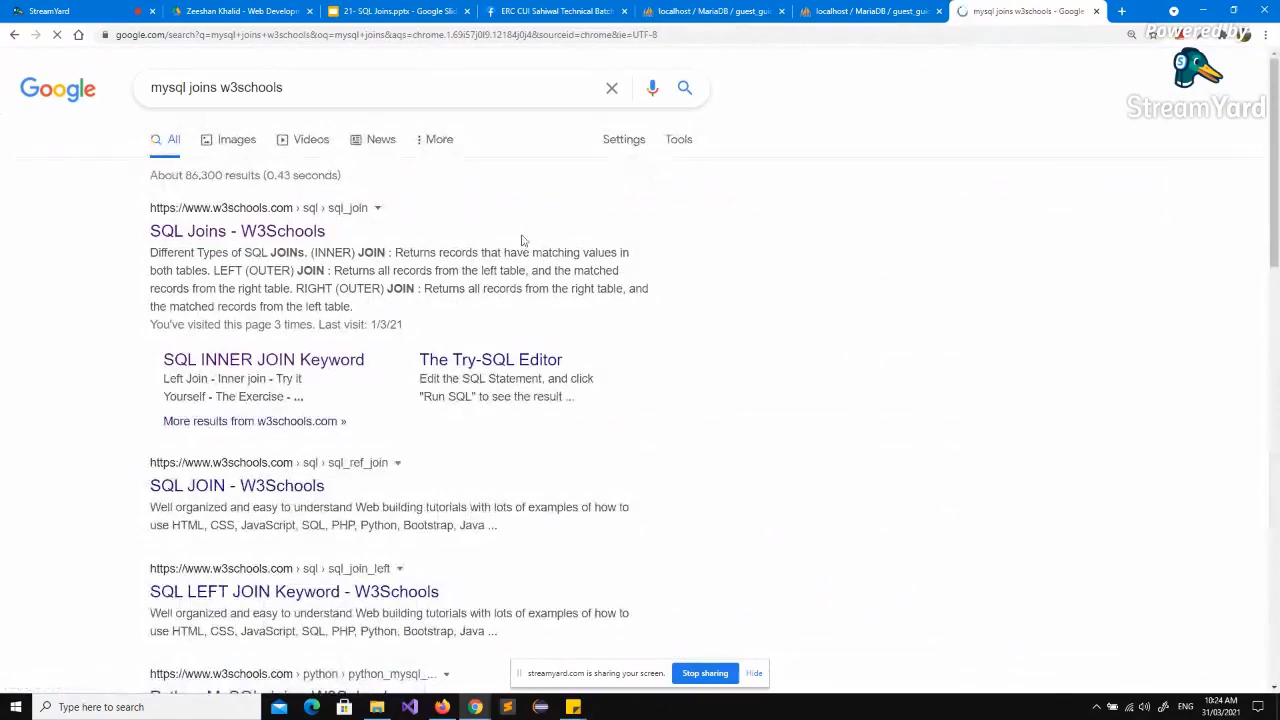 StreamYard
Zeeshan Khalid - Web Develop
21- SQL Joins.pptx - Google Slid
ERC CUI Sahiwal Technical Batch
localhost / MariaDB / guest_gu
localhost / MariaDB / guest_gu
mysql joins w3schools - Google
google.com/search?q=mysql+joins+w3schools&oq=mysql+joins&aqs=chrome.1.69i57j0l9.12184j0j4&sourceid=chrome&ie=UTF-8
Powered by
StreamYard
Google
mysql joins w3schools
All
Images
Videos
News
More
Settings
Tools
About 86,300 results (0.43 seconds)
https://www.w3schools.com › sql › sql_join
SQL Joins - W3Schools
Different Types of SQL JOINs. (INNER) JOIN : Returns records that have matching values in
both tables. LEFT (OUTER) JOIN : Returns all records from the left table, and the matched
records from the right table. RIGHT (OUTER) JOIN : Returns all records from the right table, and
the matched records from the left table.
You've visited this page 3 times. Last visit: 1/3/21
SQL INNER JOIN Keyword
Left Join - Inner join - Try it
Yourself - The Exercise - ...
The Try-SQL Editor
Edit the SQL Statement, and click
"Run SQL" to see the result ...
More results from w3schools.com »
https://www.w3schools.com › sql › sql_ref_join
SQL JOIN - W3Schools
Well organized and easy to understand Web building tutorials with lots of examples of how to
use HTML, CSS, JavaScript, SQL, PHP, Python, Bootstrap, Java ...
https://www.w3schools.com › sql › sql_join_left
SQL LEFT JOIN Keyword - W3Schools
Well organized and easy to understand Web building tutorials with lots of examples of how to
use HTML, CSS, JavaScript, SQL, PHP, Python, Bootstrap, Java ...
https://www.w3schools.com › python › python_mysql_...
streamyard.com is sharing your screen.
Stop sharing
Hide
Type here to search
ENG
10:24 AM
31/03/2021